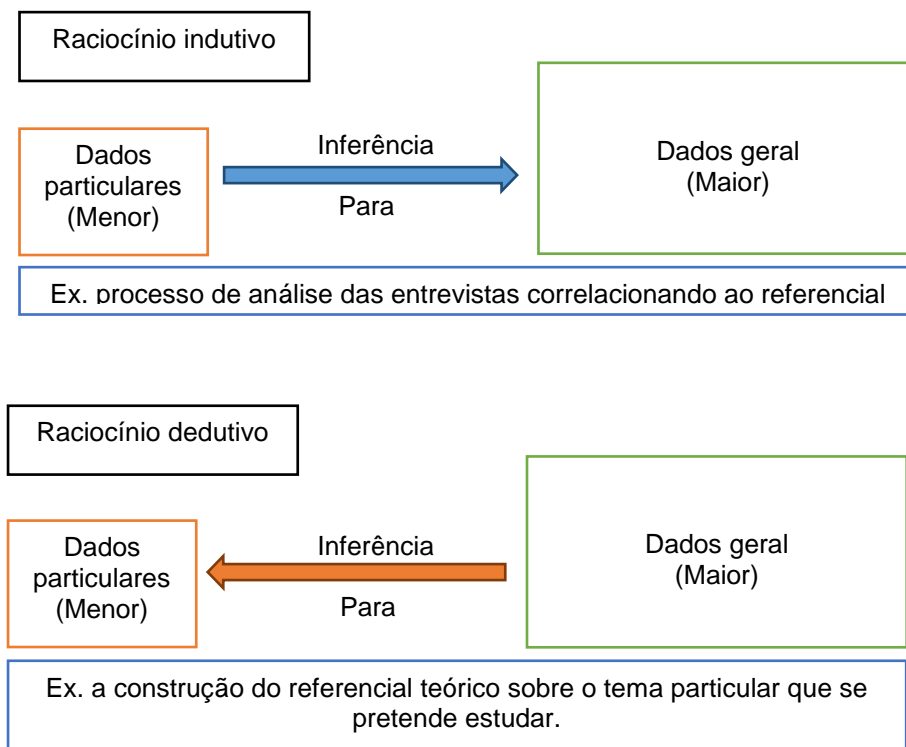 Raciocínio indutivo
Dados
particulares
(Menor)
Inferência
Para
Dados geral
(Maior)
Ex. processo de análise das entrevistas correlacionando ao referencial
Raciocínio dedutivo
Dados
particulares
(Menor)
Inferência
Para
Dados geral
(Maior)
Ex. a construção do referencial teórico sobre o tema particular que se
pretende estudar.